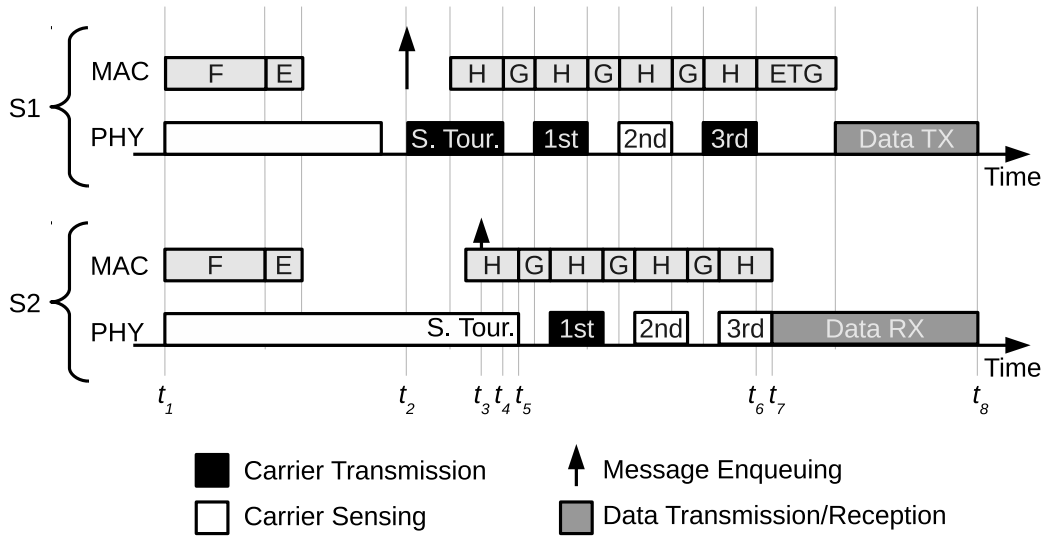 S1
MAC
F
E
H
G
H
G
H
G
H
ETG
PHY
S. Tour.
1st
2nd
3rd
Data TX
Time
S2
MAC
F
E
H
G
H
G
H
G
H
PHY
S. Tour.
1st
2nd
3rd
Data RX
Time
t1
t2
t3
t4
t5
t6
t7
t8
Carrier Transmission
Message Enqueuing
Carrier Sensing
Data Transmission/Reception